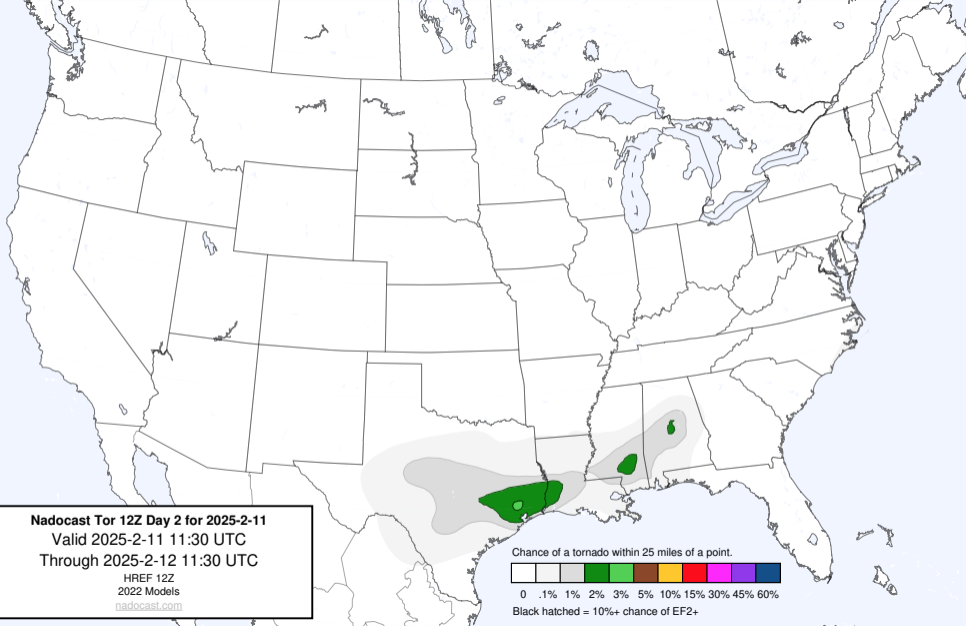 Nadocast Tor 12Z Day 2 for 2025-2-11
Valid 2025-2-11 11:30 UTC
Through 2025-2-12 11:30 UTC
HREF 12Z
2022 Models
nadocast.com
Chance of a tornado within 25 miles of a point.
0 .1% 1% 2% 3% 5% 10% 15% 30% 45% 60%
Black hatched = 10%+ chance of EF2+